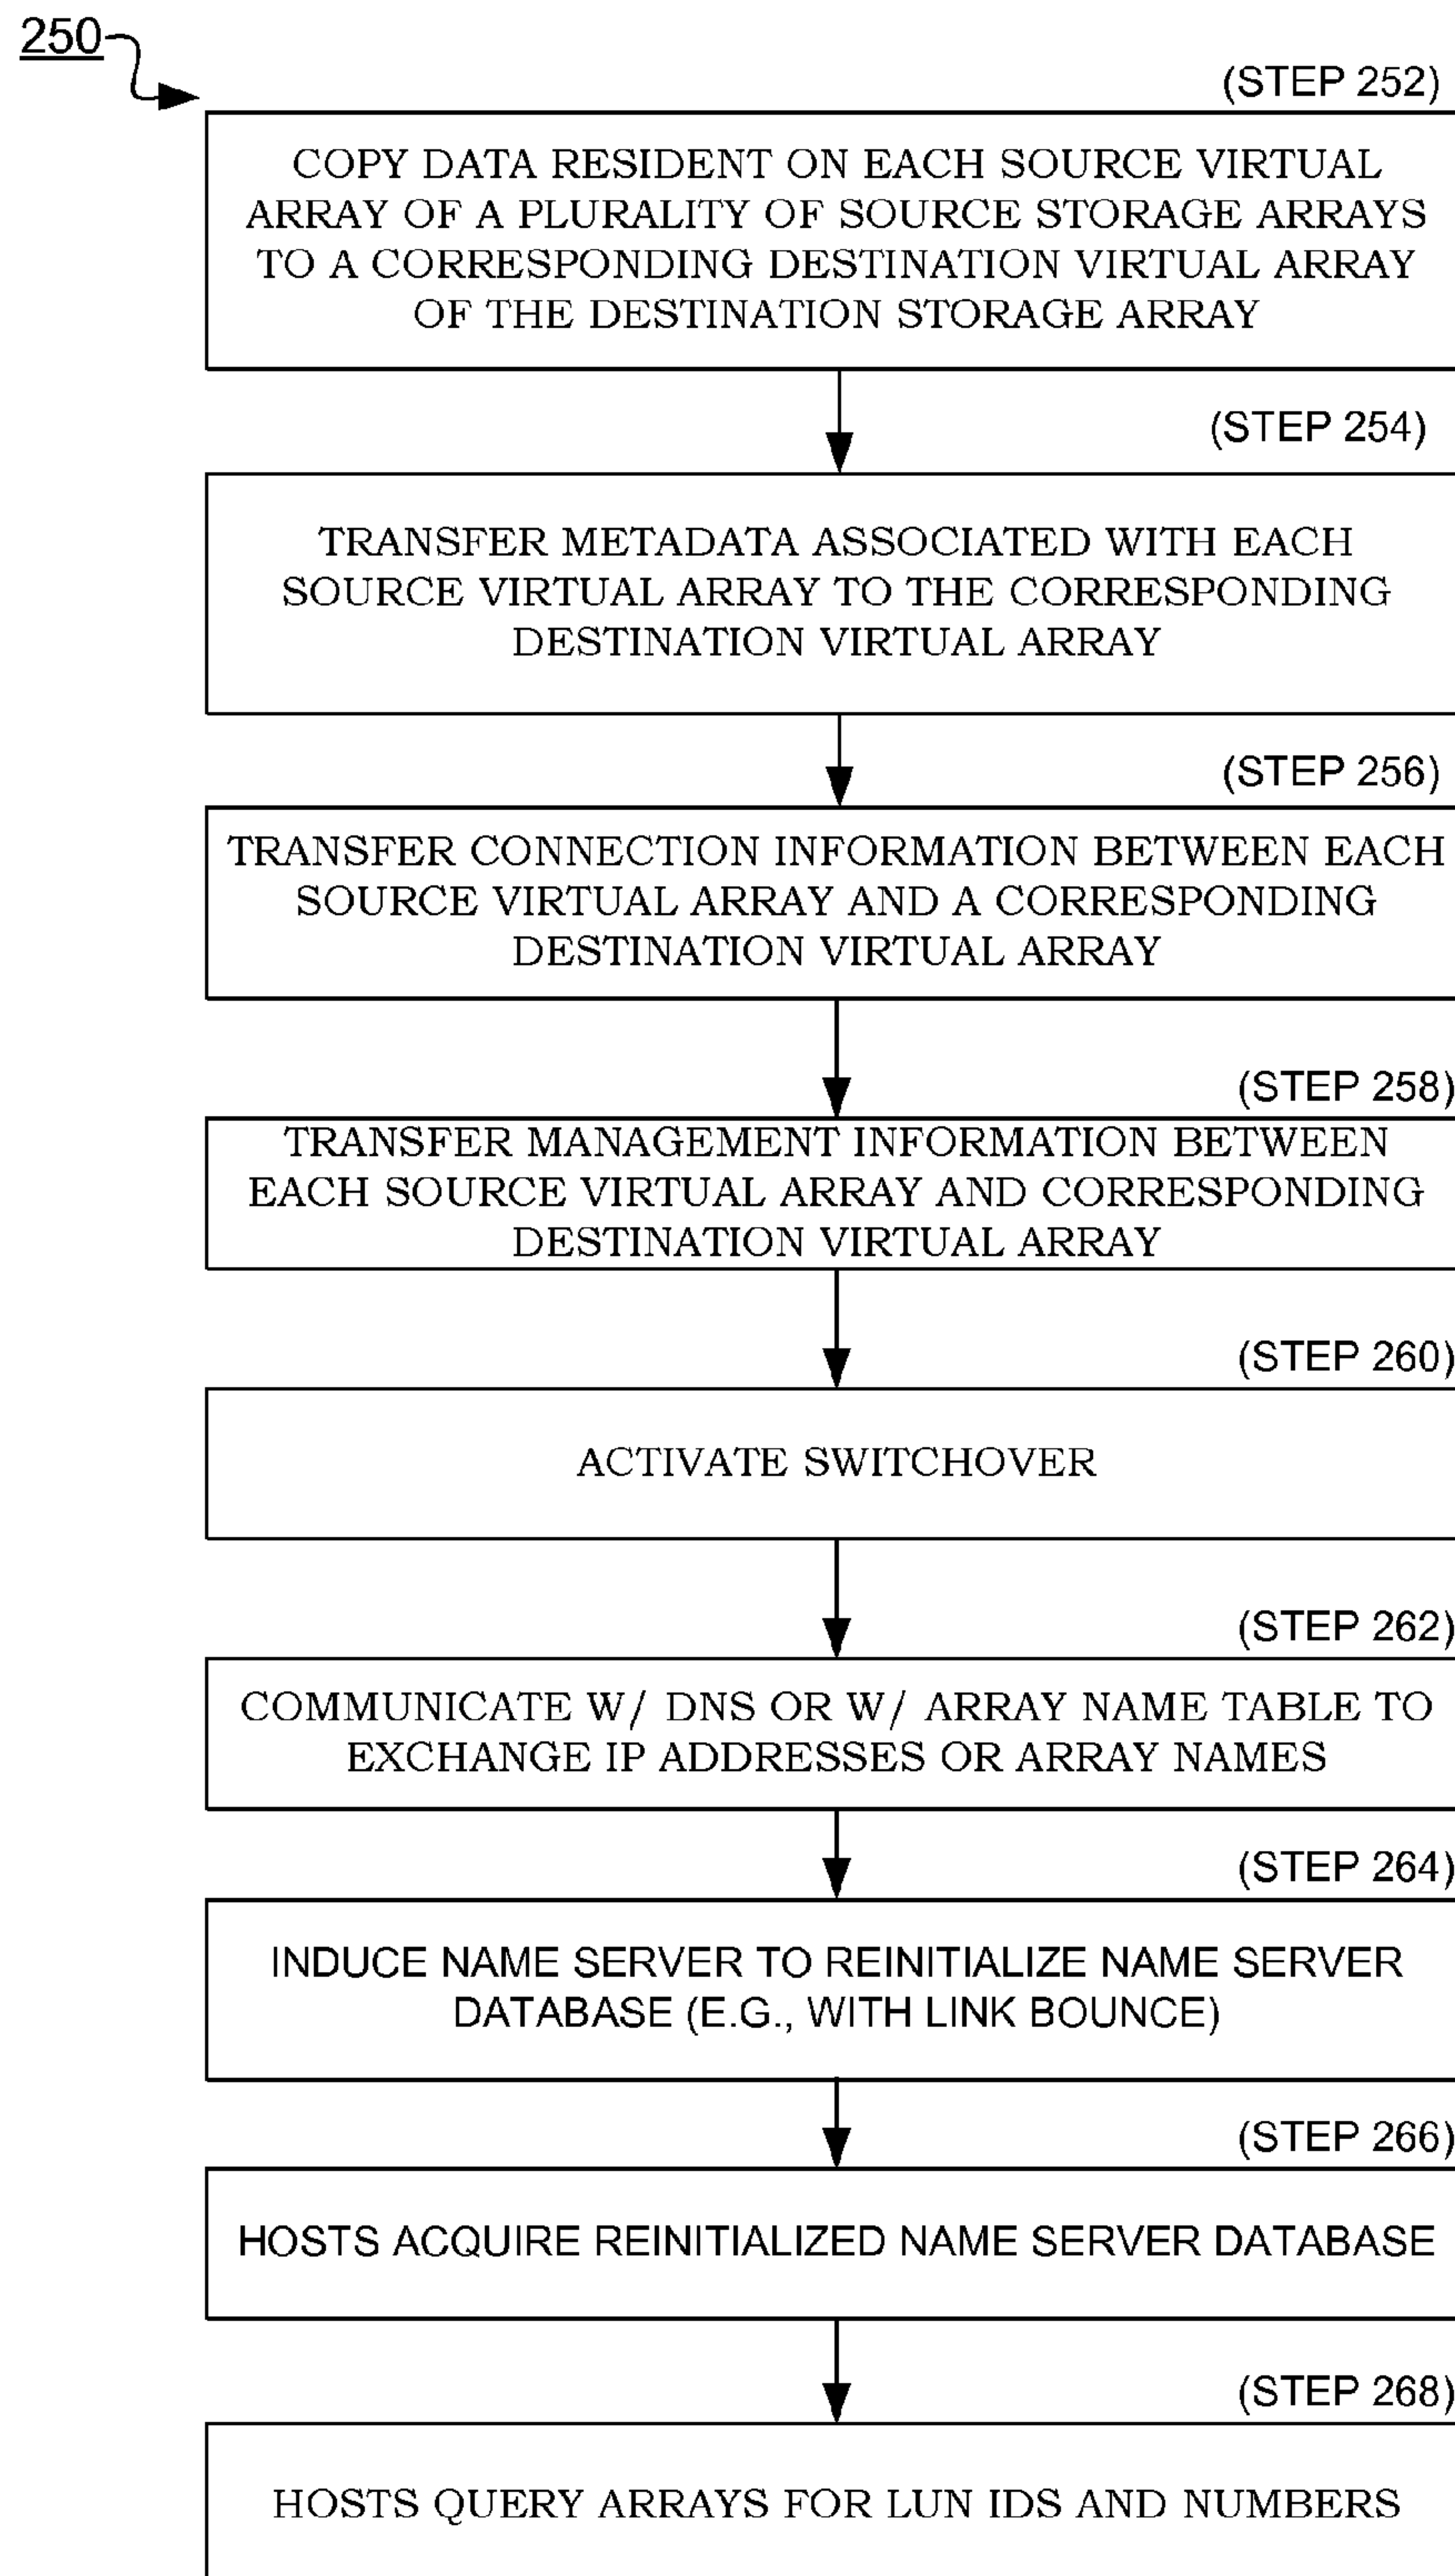 250
(STEP 252)
COPY DATA RESIDENT ON EACH SOURCE VIRTUAL
ARRAY OF A PLURALITY OF SOURCE STORAGE ARRAYS
TO A CORRESPONDING DESTINATION VIRTUAL ARRAY
OF THE DESTINATION STORAGE ARRAY
(STEP 254)
TRANSFER METADATA ASSOCIATED WITH EACH
SOURCE VIRTUAL ARRAY TO THE CORRESPONDING
DESTINATION VIRTUAL ARRAY
(STEP 256)
TRANSFER CONNECTION INFORMATION BETWEEN EACH
SOURCE VIRTUAL ARRAY AND A CORRESPONDING
DESTINATION VIRTUAL ARRAY
(STEP 258)
TRANSFER MANAGEMENT INFORMATION BETWEEN
EACH SOURCE VIRTUAL ARRAY AND CORRESPONDING
DESTINATION VIRTUAL ARRAY
(STEP 260)
ACTIVATE SWITCHOVER
(STEP 262)
COMMUNICATE W/ DNS OR W/ ARRAY NAME TABLE TO
EXCHANGE IP ADDRESSES OR ARRAY NAMES
(STEP 264)
INDUCE NAME SERVER TO REINITIALIZE NAME SERVER
DATABASE (E.G., WITH LINK BOUNCE)
(STEP 266)
HOSTS ACQUIRE REINITIALIZED NAME SERVER DATABASE
(STEP 268)
HOSTS QUERY ARRAYS FOR LUN IDS AND NUMBERS